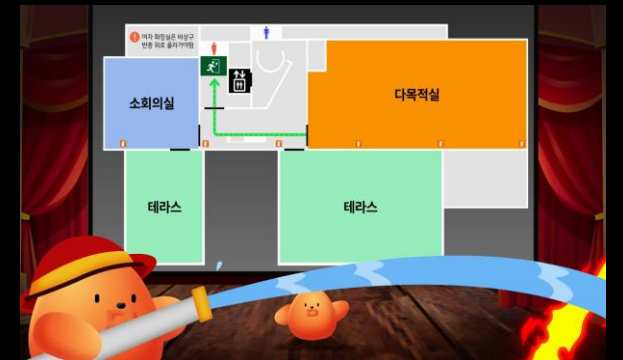 여자 화장실은 비상구
반층 위로 올라가야함
소회의실
다목적실
테라스
테라스